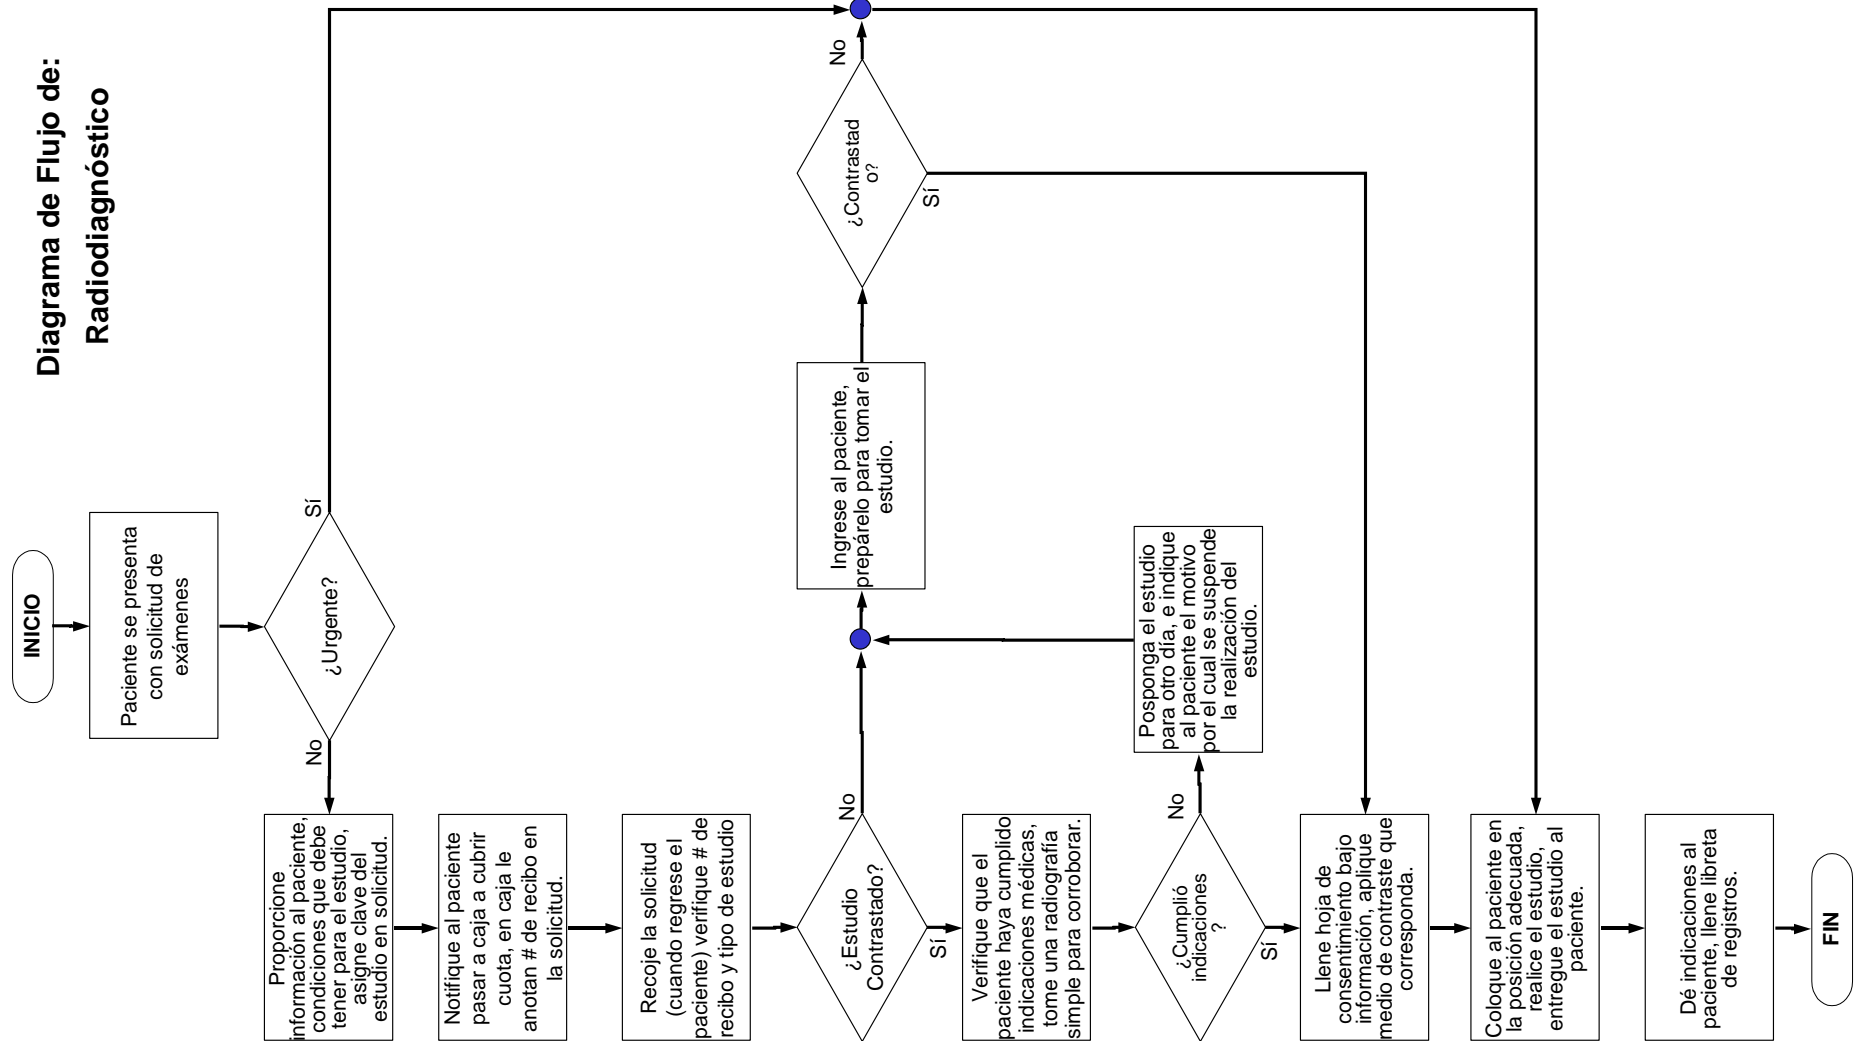 Diagrama de Flujo de:
Radiodiagnóstico
INICIO
Paciente se presenta
con solicitud de
exámenes
¿Urgente?
Sí
No
Proporcione
información al paciente,
condiciones que debe
tener para el estudio,
asigne clave del
estudio en solicitud.
Notifique al paciente
pasar a caja a cubrir
cuota, en caja le
anotan # de recibo en
la solicitud.
Recoje la solicitud
(cuando regrese el
paciente) verifique # de
recibo y tipo de estudio
¿Estudio
Contrastado?
No
Sí
Ingrese al paciente,
prepárelo para tomar el
estudio.
¿Contrastad
o?
No
Sí
Verifique que el
paciente haya cumplido
indicaciones médicas,
tome una radiografía
simple para corroborar.
¿Cumplió
indicaciones
?
No
Sí
Posponga el estudio
para otro día, e indique
al paciente el motivo
por el cual se suspende
la realización del
estudio.
Llene hoja de
consentimiento bajo
información, aplique
medio de contraste que
corresponda.
Coloque al paciente en
la posición adecuada,
realice el estudio,
entregue el estudio al
paciente.
Dé indicaciones al
paciente, llene libreta
de registros.
FIN